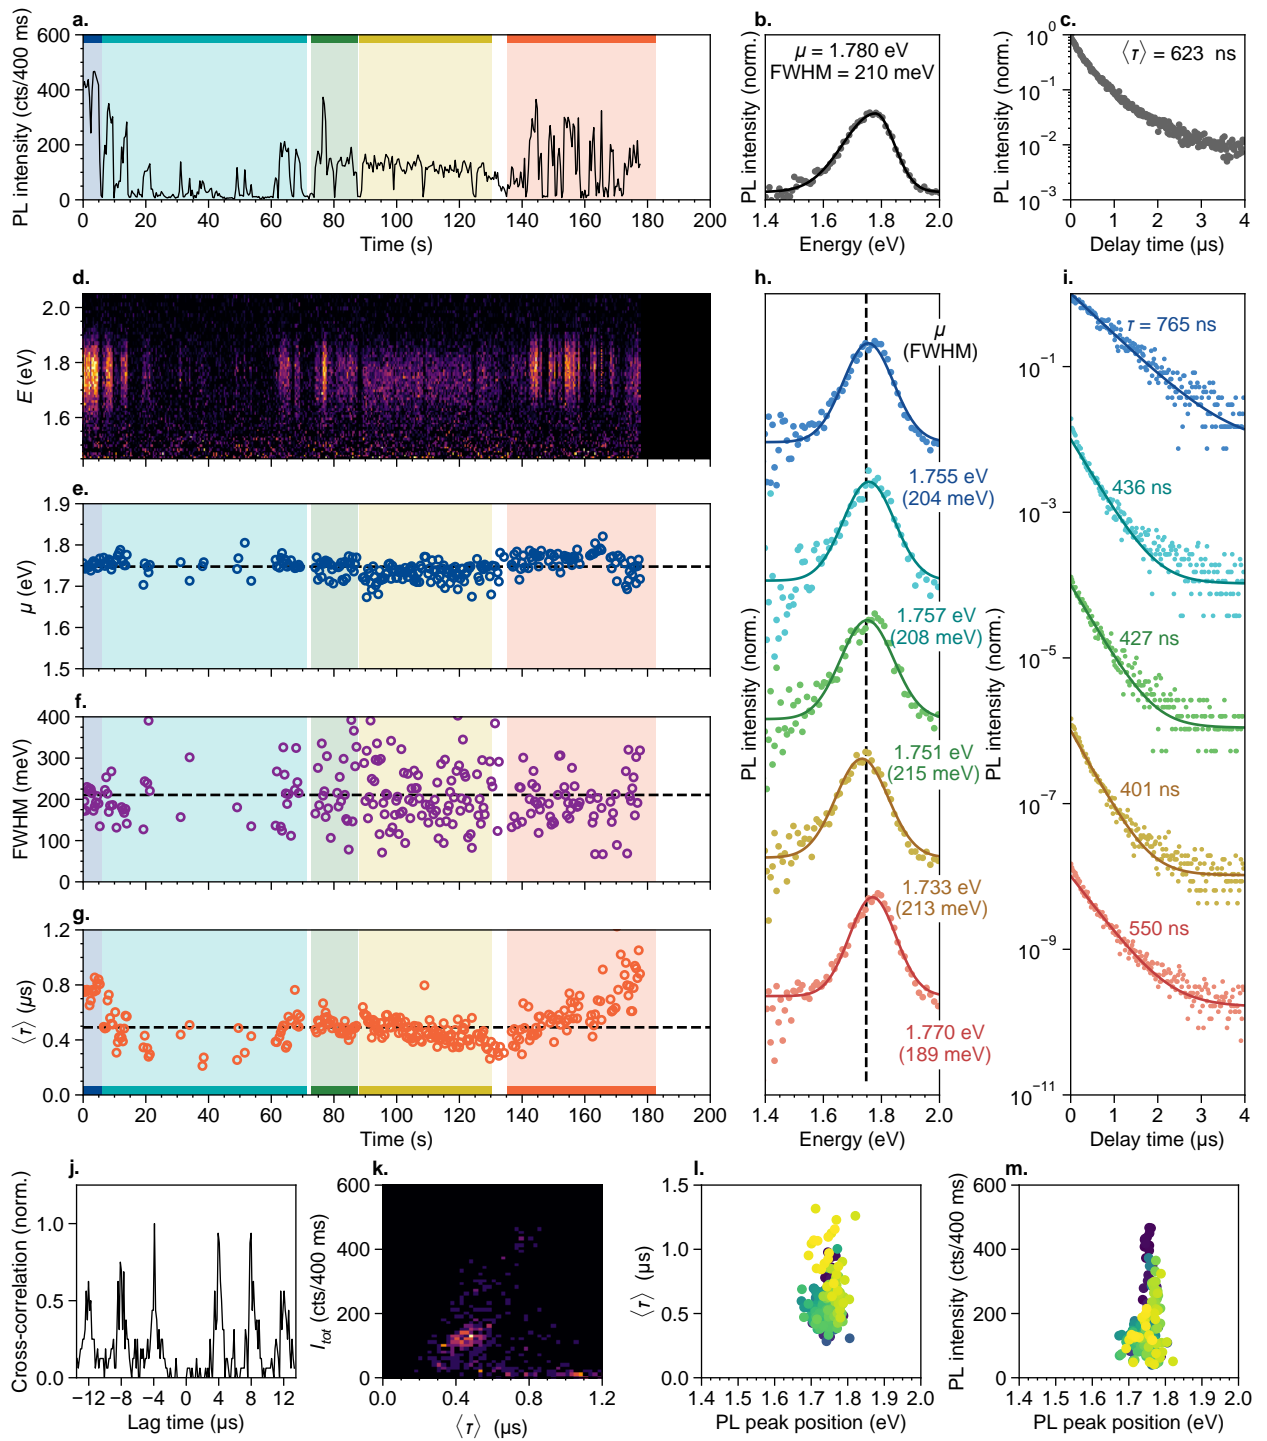 a.
PL intensity (cts/400 ms)
600
400
200
0
0 20 40 60 80 100 120 140 160 180 200
Time (s)
b.
PL intensity (norm.)
μ = 1.780 eV
FWHM = 210 meV
1.4 1.6 1.8 2.0
Energy (eV)
c.
PL intensity (norm.)
10⁰
10⁻¹
10⁻²
10⁻³
⟨τ⟩ = 623 ns
0 1 2 3 4
Delay time (μs)
d.
E (eV)
2.0
1.8
1.6
e.
μ (eV)
1.9
1.8
1.7
1.6
1.5
f.
FWHM (meV)
400
300
200
100
0
g.
⟨τ⟩ (μs)
1.2
0.8
0.4
0.0
0 20 40 60 80 100 120 140 160 180 200
Time (s)
h.
PL intensity (norm.)
μ
(FWHM)
1.755 eV
(204 meV)
1.757 eV
(208 meV)
1.751 eV
(215 meV)
1.733 eV
(213 meV)
1.770 eV
(189 meV)
1.4 1.6 1.8 2.0
Energy (eV)
i.
PL intensity (norm.)
10⁻¹
10⁻³
10⁻⁵
10⁻⁷
10⁻⁹
10⁻¹¹
τ = 765 ns
436 ns
427 ns
401 ns
550 ns
0 1 2 3 4
Delay time (μs)
j.
Cross-correlation (norm.)
1.0
0.5
0.0
−12 −8 −4 0 4 8 12
Lag time (μs)
k.
I_tot (cts/400 ms)
600
400
200
0
0.0 0.4 0.8 1.2
⟨τ⟩ (μs)
l.
⟨τ⟩ (μs)
1.5
1.0
0.5
0.0
1.4 1.5 1.6 1.7 1.8 1.9 2.0
PL peak position (eV)
m.
PL intensity (cts/400 ms)
600
400
200
0
1.4 1.5 1.6 1.7 1.8 1.9 2.0
PL peak position (eV)